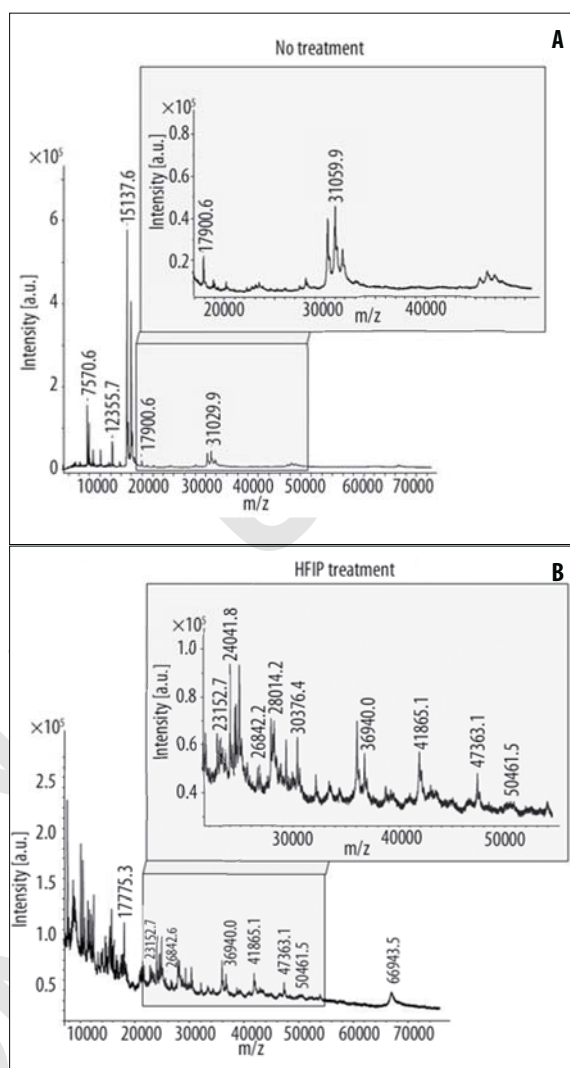 A
No treatment
×10⁵
0.8
0.6
0.4
0.2
Intensity [a.u.]
17900.6
31059.9
20000 30000 40000
m/z
×10⁵
6
4
2
0
Intensity [a.u.]
7570.6
12355.7
15137.6
17900.6
31029.9
10000 20000 30000 40000 50000 60000 70000
m/z
B
HFIP treatment
×10⁵
1.0
0.8
0.6
0.4
Intensity [a.u.]
23152.7
24041.8
26842.2
28014.2
30376.4
36940.0
41865.1
47363.1
50461.5
30000 40000 50000
m/z
×10⁵
2.5
2.0
1.5
1.0
0.5
Intensity [a.u.]
17775.3
23152.7
26842.6
36940.0
41865.1
47363.1
50461.5
66943.5
10000 20000 30000 40000 50000 60000 70000
m/z